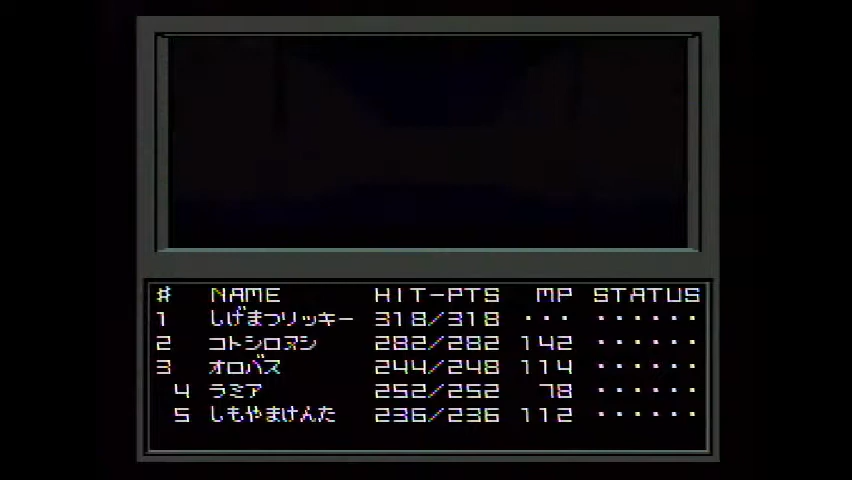 # NAME HIT-PTS MP STATUS
1 しげまつリッキー 318/318 ... ......
2 コトシロヌシ 282/282 142 ......
3 オロバス 244/248 114 ......
4 ラミア 252/252 78 ......
5 しもやまけんた 236/236 112 ......